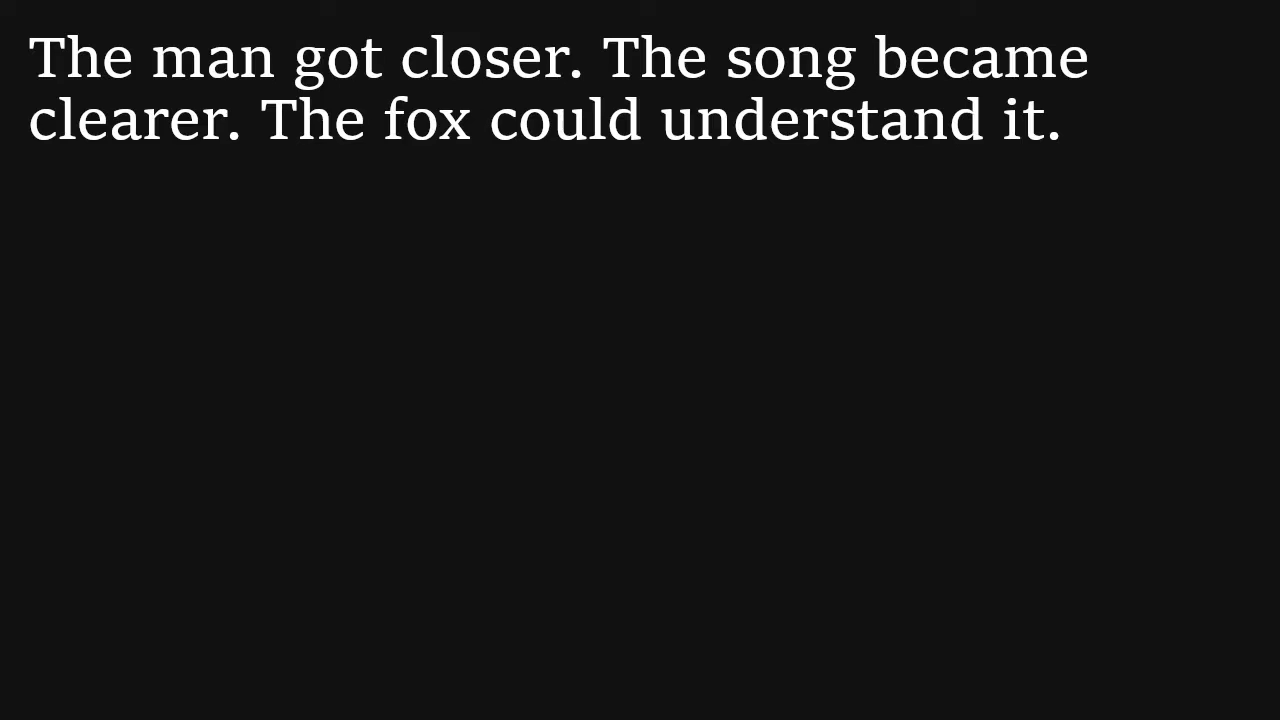 The man got closer. The song became
clearer. The fox could understand it.